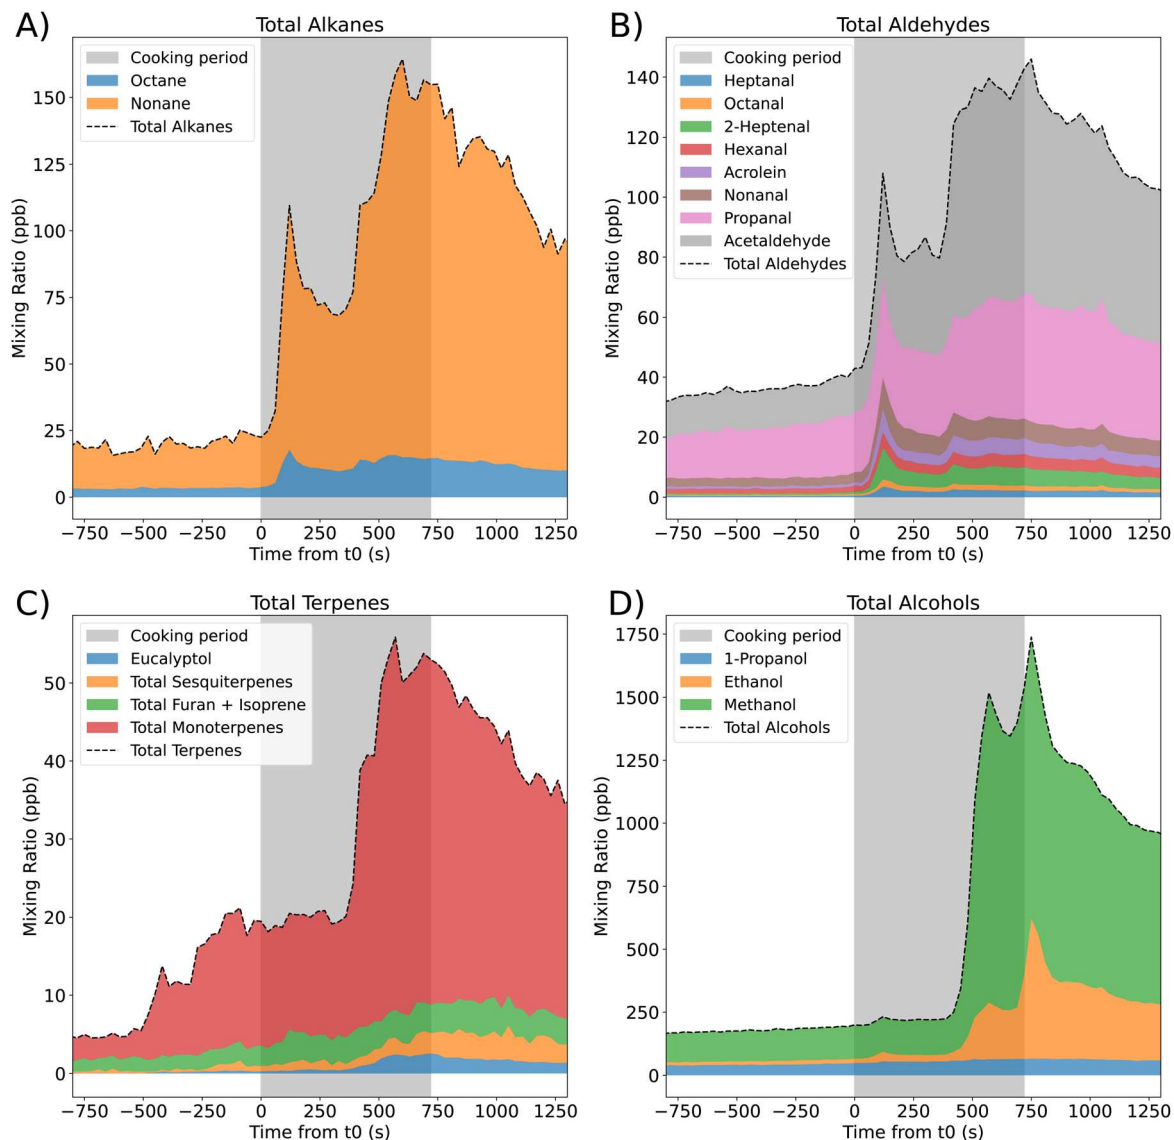 A)
Total Alkanes
Cooking period
Octane
Nonane
Total Alkanes
Mixing Ratio (ppb)
150
125
100
75
50
25
0
−750 −500 −250 0 250 500 750 1000 1250
Time from t0 (s)
B)
Total Aldehydes
Cooking period
Heptanal
Octanal
2-Heptenal
Hexanal
Acrolein
Nonanal
Propanal
Acetaldehyde
Total Aldehydes
Mixing Ratio (ppb)
140
120
100
80
60
40
20
0
−750 −500 −250 0 250 500 750 1000 1250
Time from t0 (s)
C)
Total Terpenes
Cooking period
Eucalyptol
Total Sesquiterpenes
Total Furan + Isoprene
Total Monoterpenes
Total Terpenes
Mixing Ratio (ppb)
50
40
30
20
10
0
−750 −500 −250 0 250 500 750 1000 1250
Time from t0 (s)
D)
Total Alcohols
Cooking period
1-Propanol
Ethanol
Methanol
Total Alcohols
Mixing Ratio (ppb)
1750
1500
1250
1000
750
500
250
0
−750 −500 −250 0 250 500 750 1000 1250
Time from t0 (s)